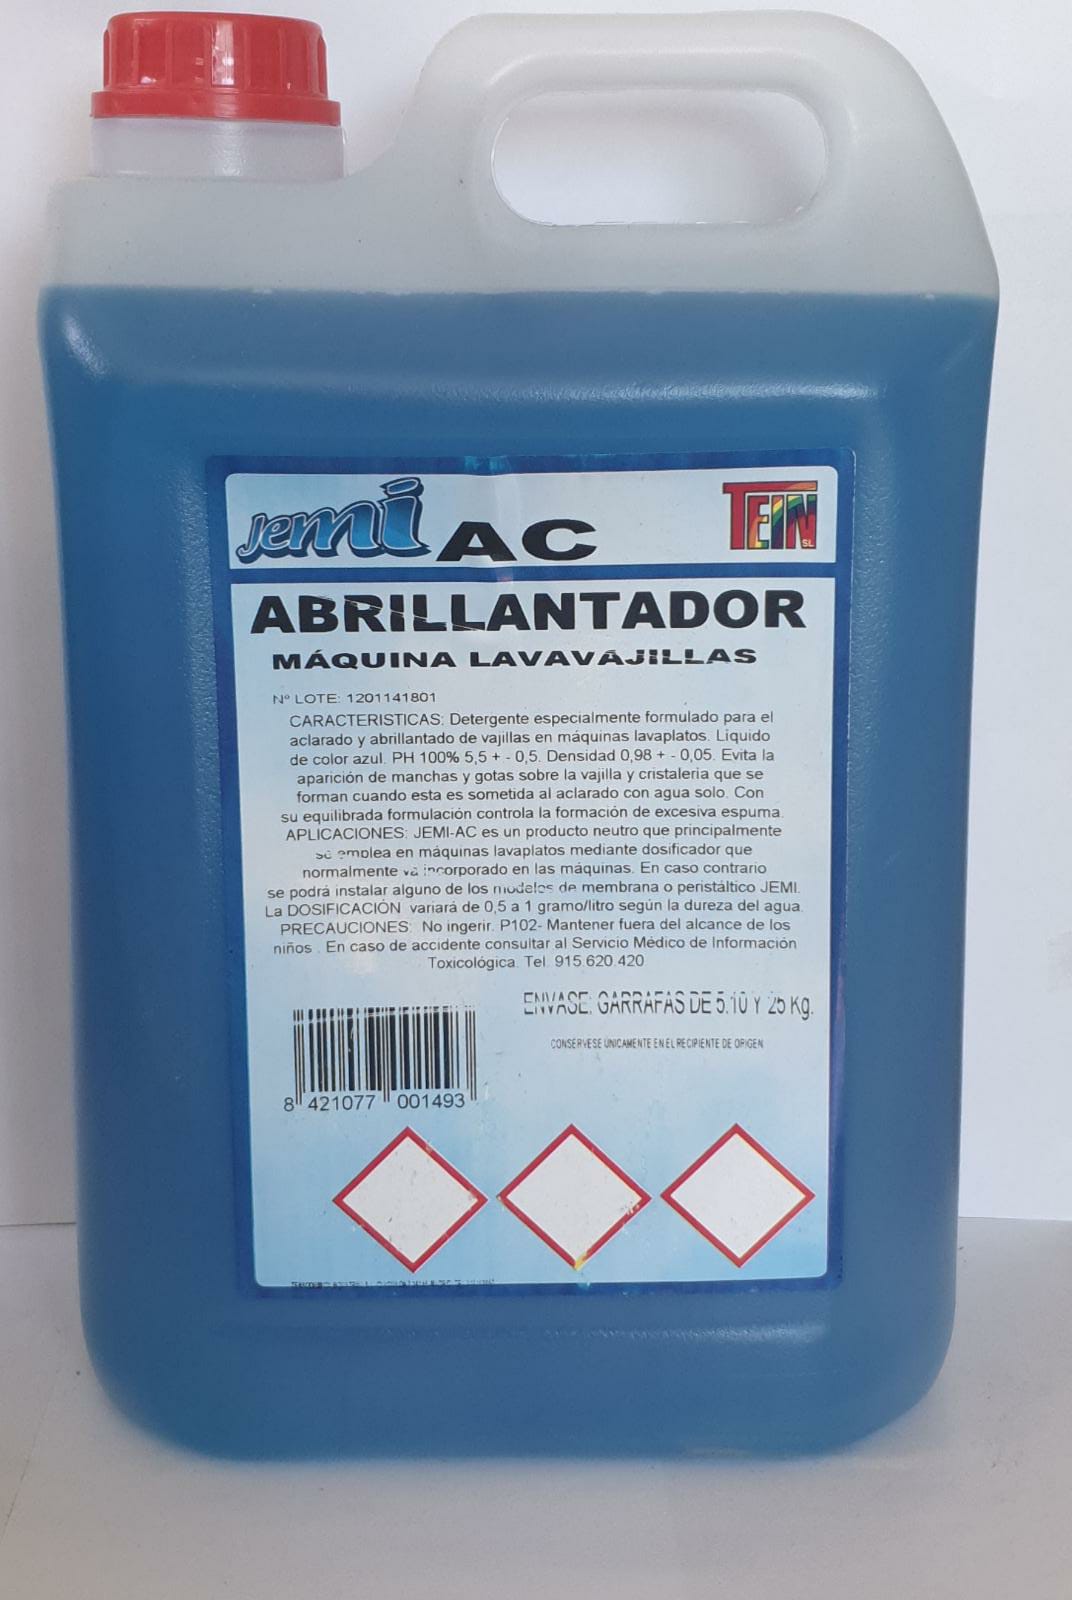 Jemi AC
TEIN SL
ABRILLANTADOR
MÁQUINA LAVAVAJILLAS
Nº LOTE: 1201141801
CARACTERISTICAS: Detergente especialmente formulado para el
aclarado y abrillantado de vajillas en máquinas lavaplatos. Líquido
de color azul. PH 100% 5,5 + - 0,5. Densidad 0,98 + - 0,05. Evita la
aparición de manchas y gotas sobre la vajilla y cristaleria que se
forman cuando esta es sometida al aclarado con agua solo. Con
su equilibrada formulación controla la formación de excesiva espuma.
APLICACIONES: JEMI-AC es un producto neutro que principalmente
se emplea en máquinas lavaplatos mediante dosificador que
normalmente va incorporado en las máquinas. En caso contrario
se podrá instalar alguno de los modelos de membrana o peristáltico JEMI.
La DOSIFICACIÓN variará de 0,5 a 1 gramo/litro según la dureza del agua.
PRECAUCIONES: No ingerir. P102- Mantener fuera del alcance de los
niños . En caso de accidente consultar al Servicio Médico de Información
Toxicológica. Tel. 915.620.420
ENVASE: GARRAFAS DE 5.10 Y 25 Kg.
CONSERVESE ÚNICAMENTE EN EL RECIPIENTE DE ORIGEN
8 421077 001493